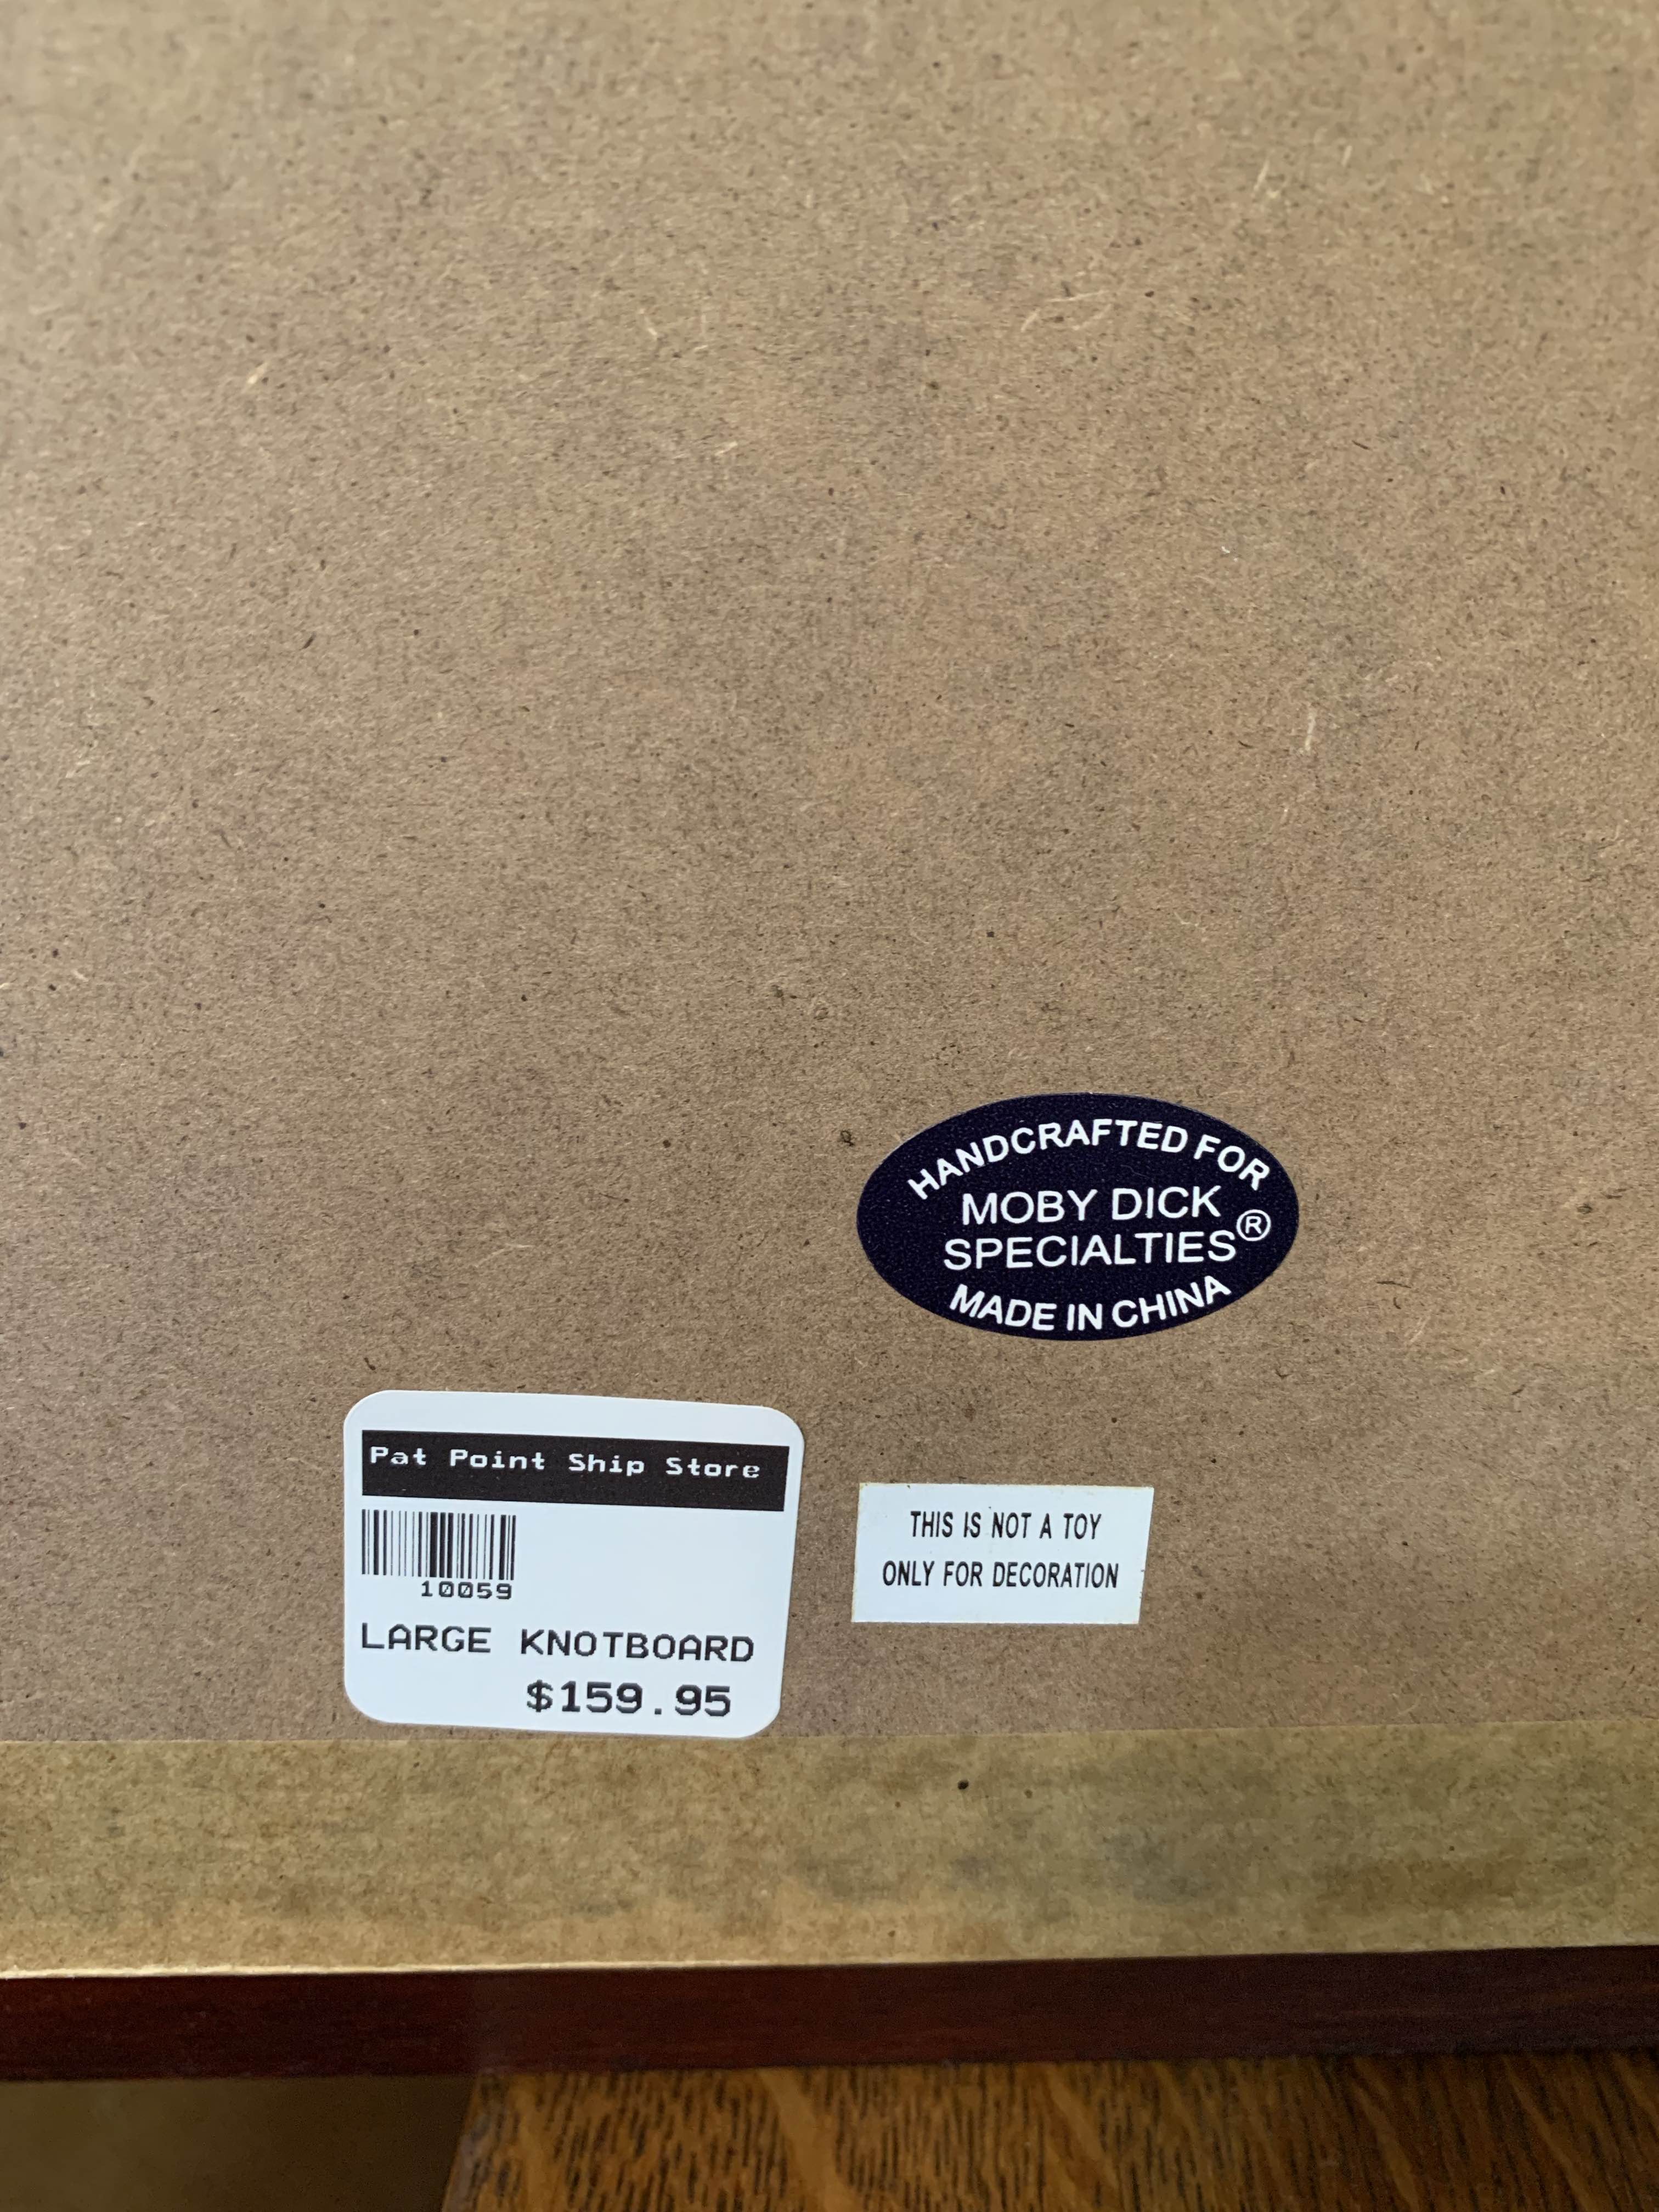 HANDCRAFTED FOR
MOBY DICK
SPECIALTIES®
MADE IN CHINA
Pat Point Ship Store
10059
LARGE KNOTBOARD
$159.95
THIS IS NOT A TOY
ONLY FOR DECORATION